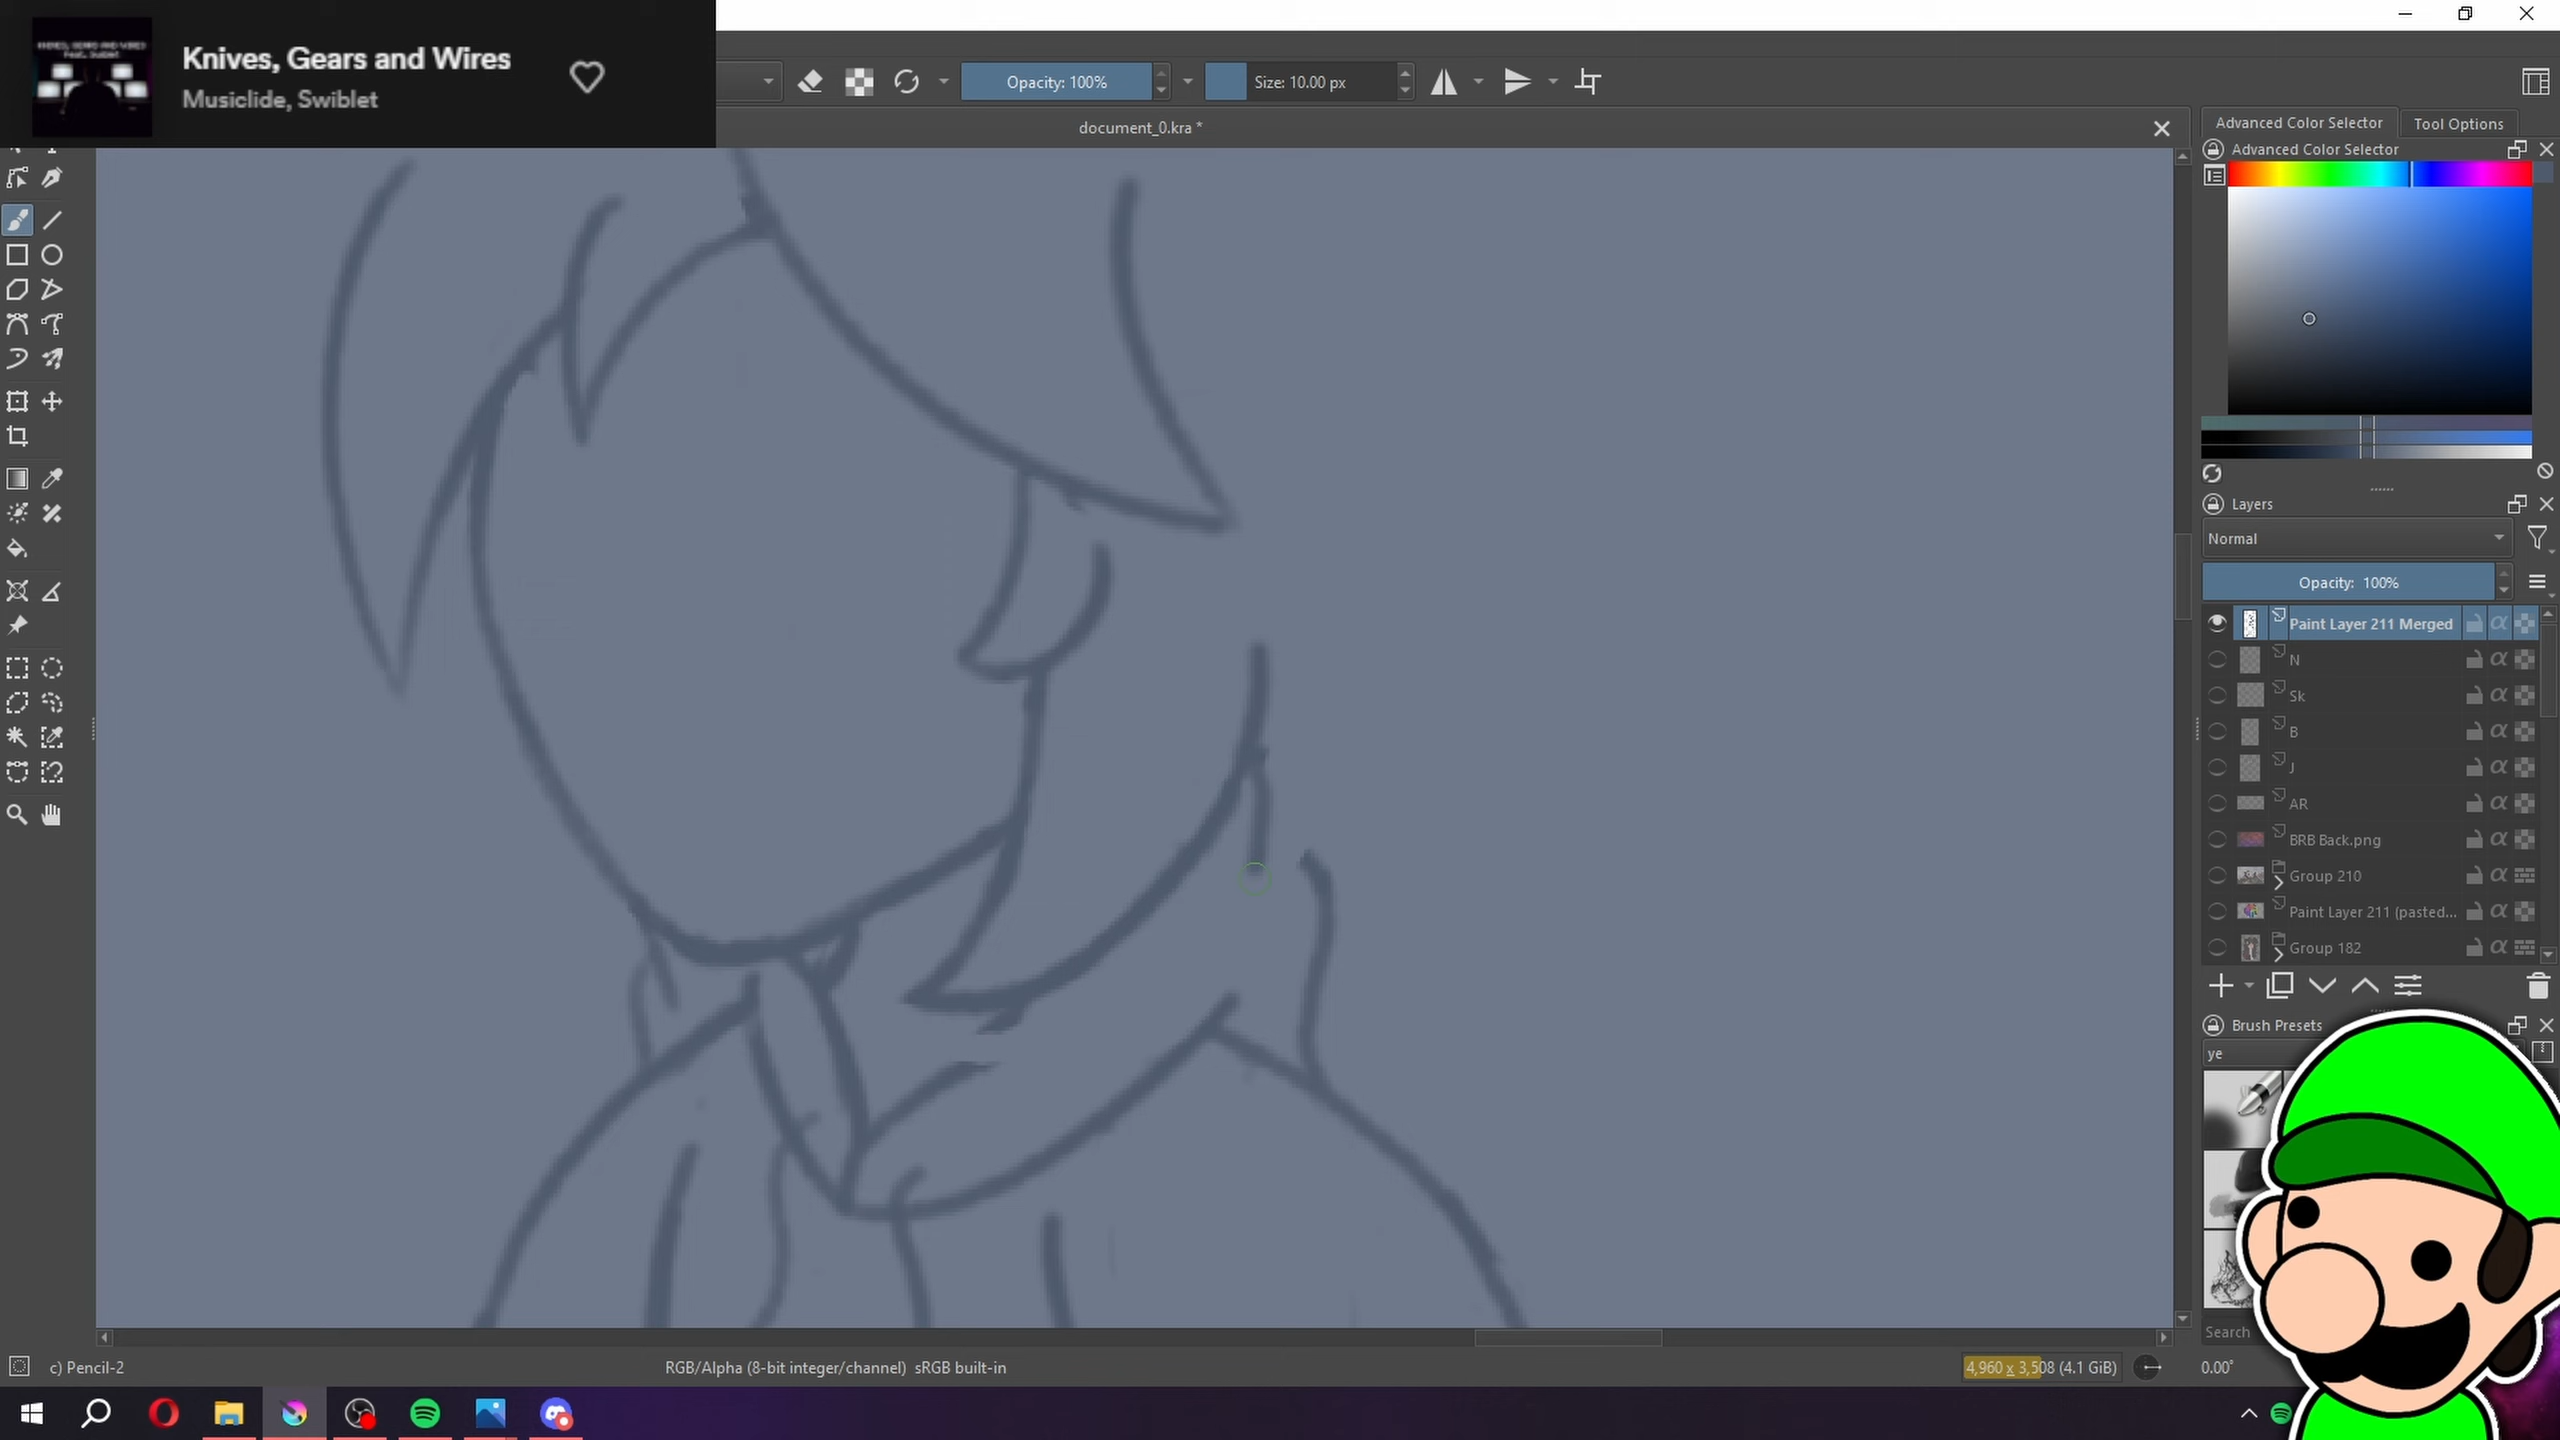 Knives, Gears and Wires
Musiclide, Swiblet
Opacity: 100%
Size: 10.00 px
document_0.kra *
Advanced Color Selector
Tool Options
Advanced Color Selector
Layers
Normal
Opacity: 100%
Paint Layer 211 Merged
N
Sk
B
J
AR
BRB Back.png
Group 210
Paint Layer 211 (pasted...
Group 182
Brush Presets
ye
Search
c) Pencil-2
RGB/Alpha (8-bit integer/channel) sRGB built-in
4,960 x 3,508 (4.1 GiB)
0.00°